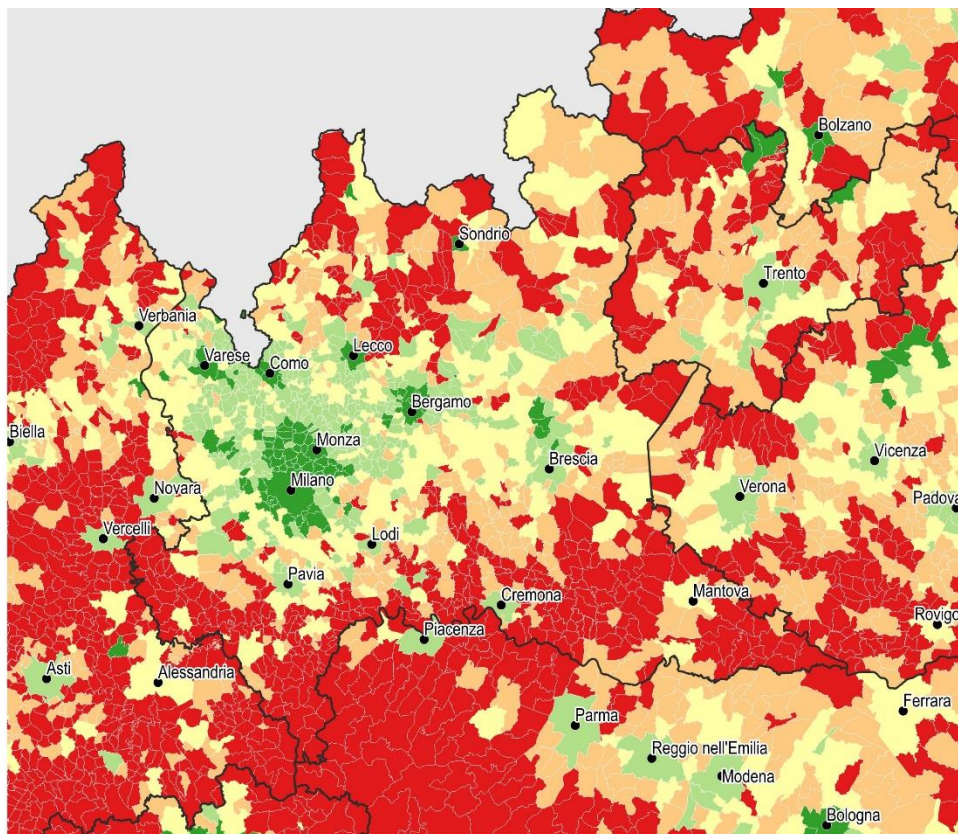 Bolzano
Sondrio
Trento
Verbania
Varese
Como
Lecco
Bergamo
Biella
Monza
Brescia
Vicenza
Milano
Novara
Verona
Padova
Vercelli
Lodi
Pavia
Cremona
Mantova
Rovigo
Piacenza
Asti
Alessandria
Parma
Ferrara
Reggio nell'Emilia
Modena
Bologna